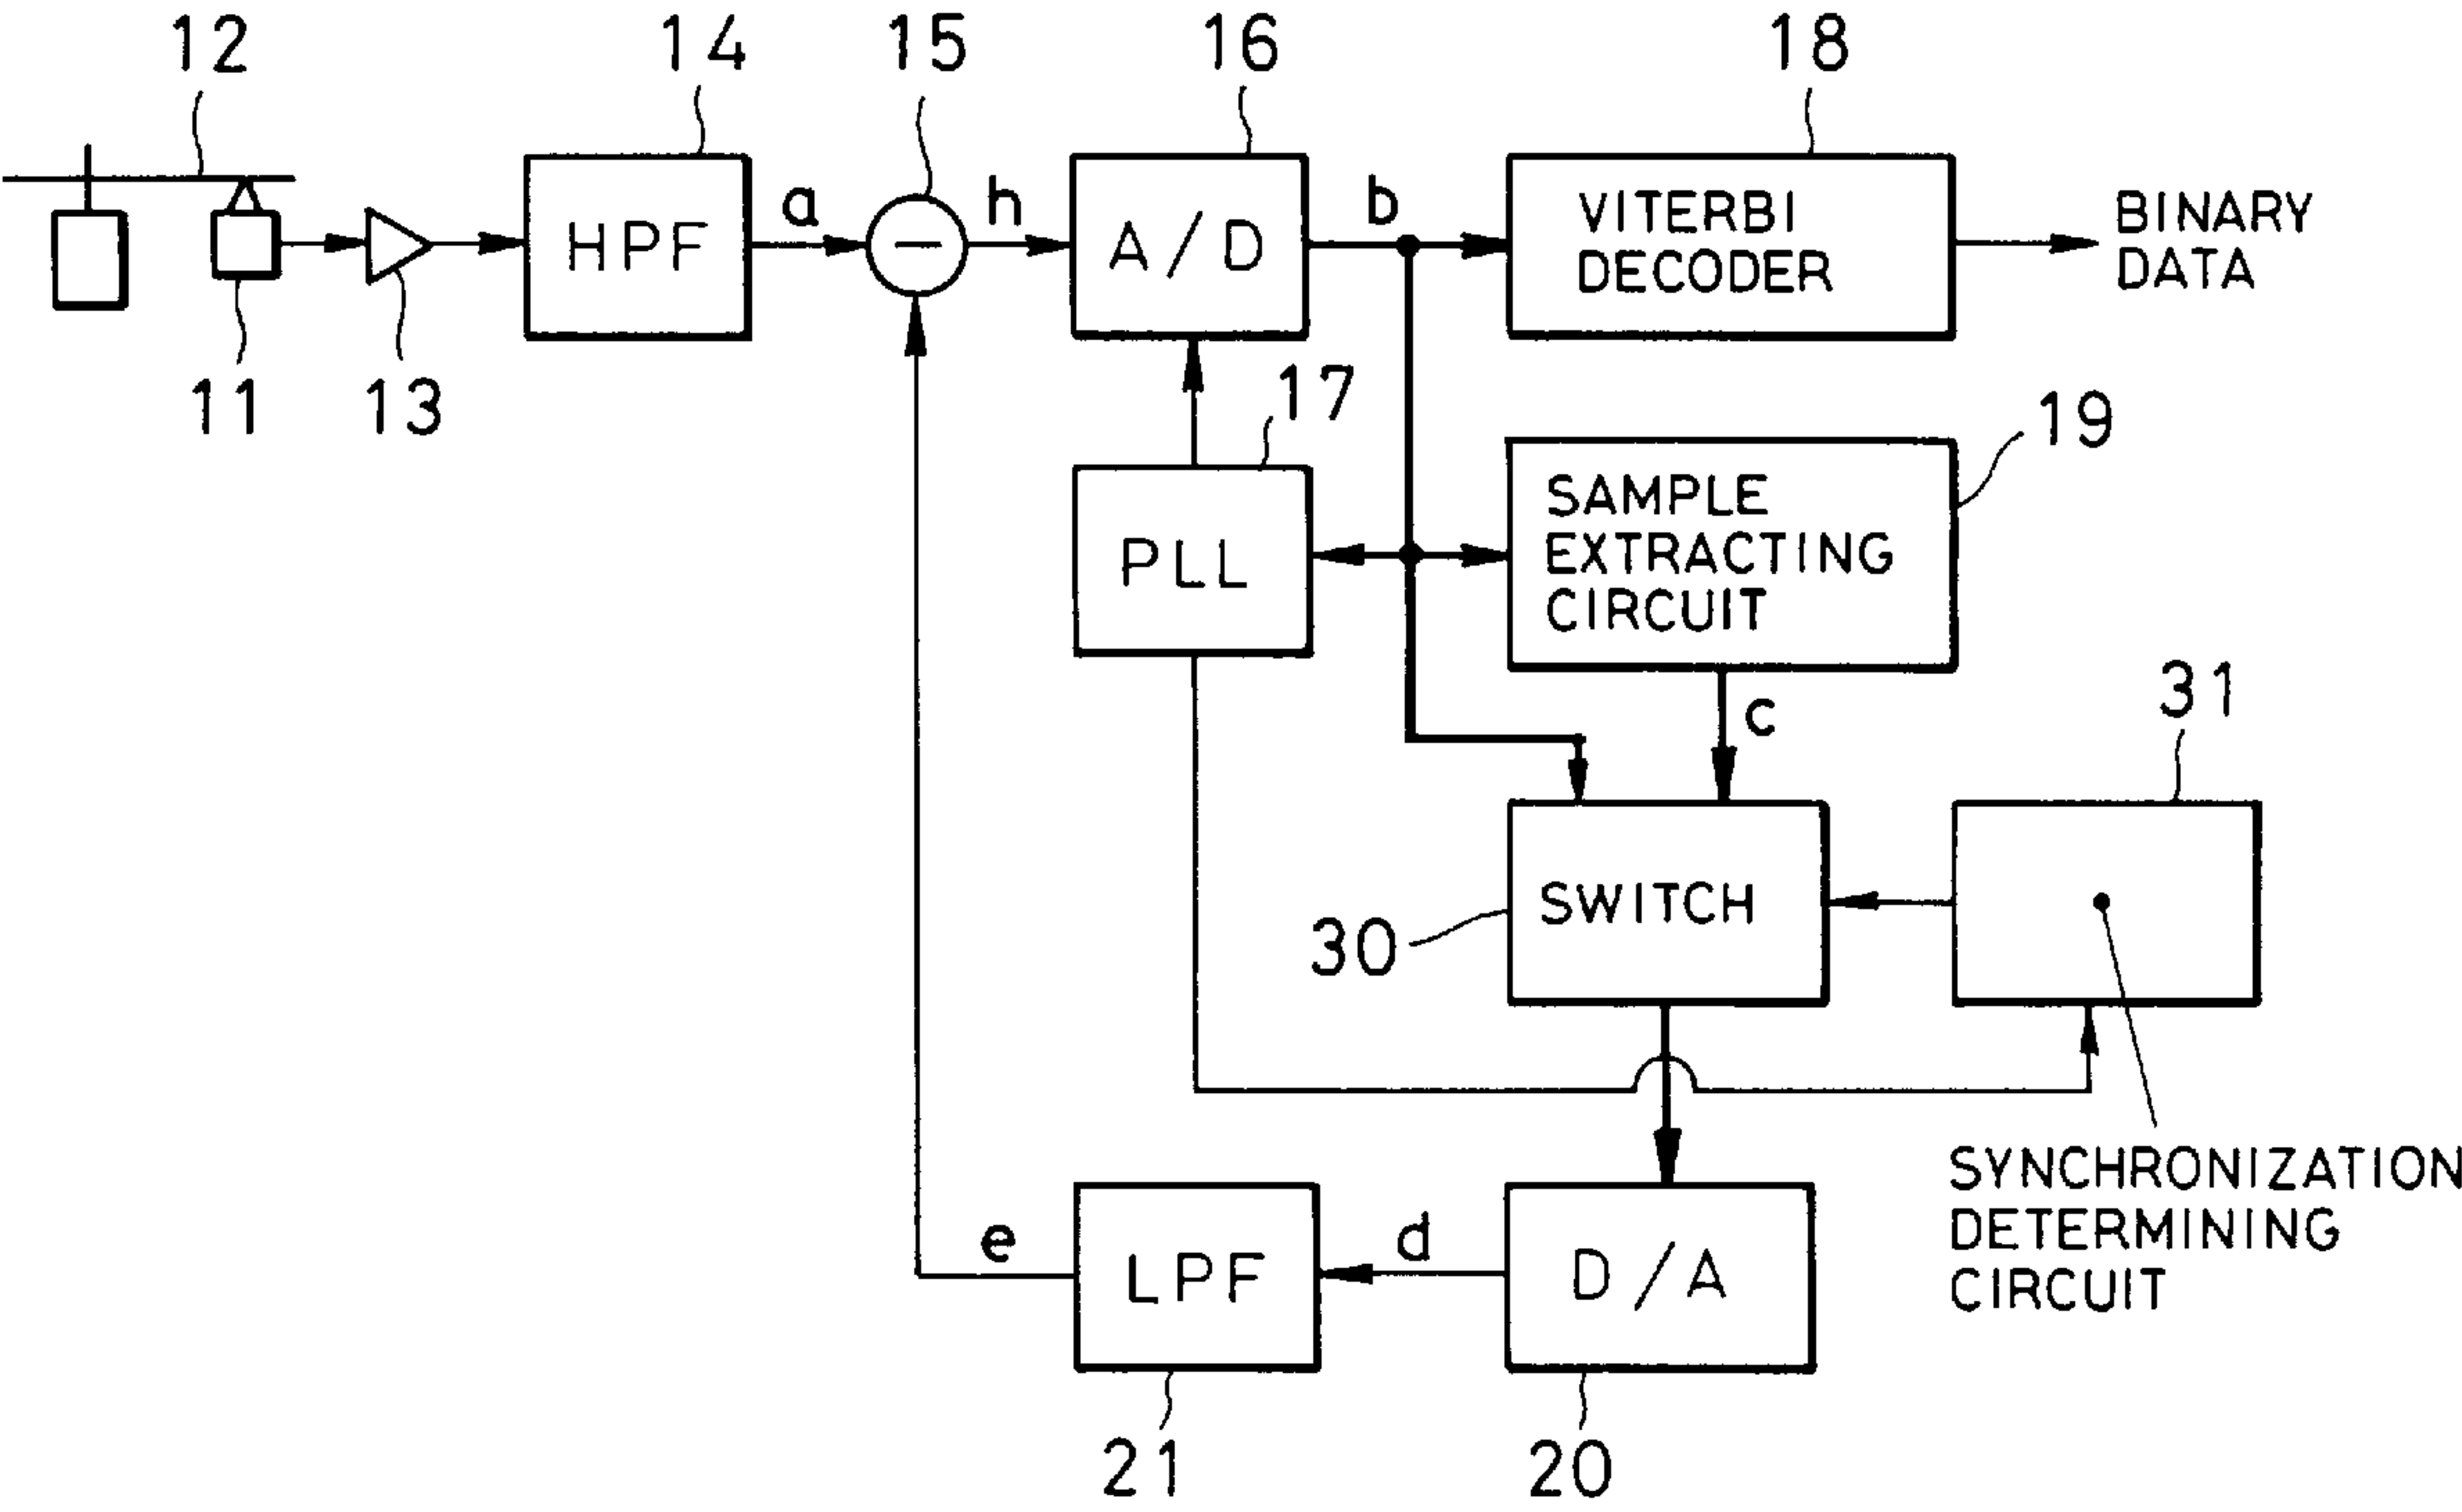 12
14
15
16
18
HPF
a
−
h
A/D
b
VITERBI
DECODER
BINARY
DATA
11
13
17
19
PLL
SAMPLE
EXTRACTING
CIRCUIT
c
31
SWITCH
30
e
LPF
d
D/A
SYNCHRONIZATION
DETERMINING
CIRCUIT
21
20